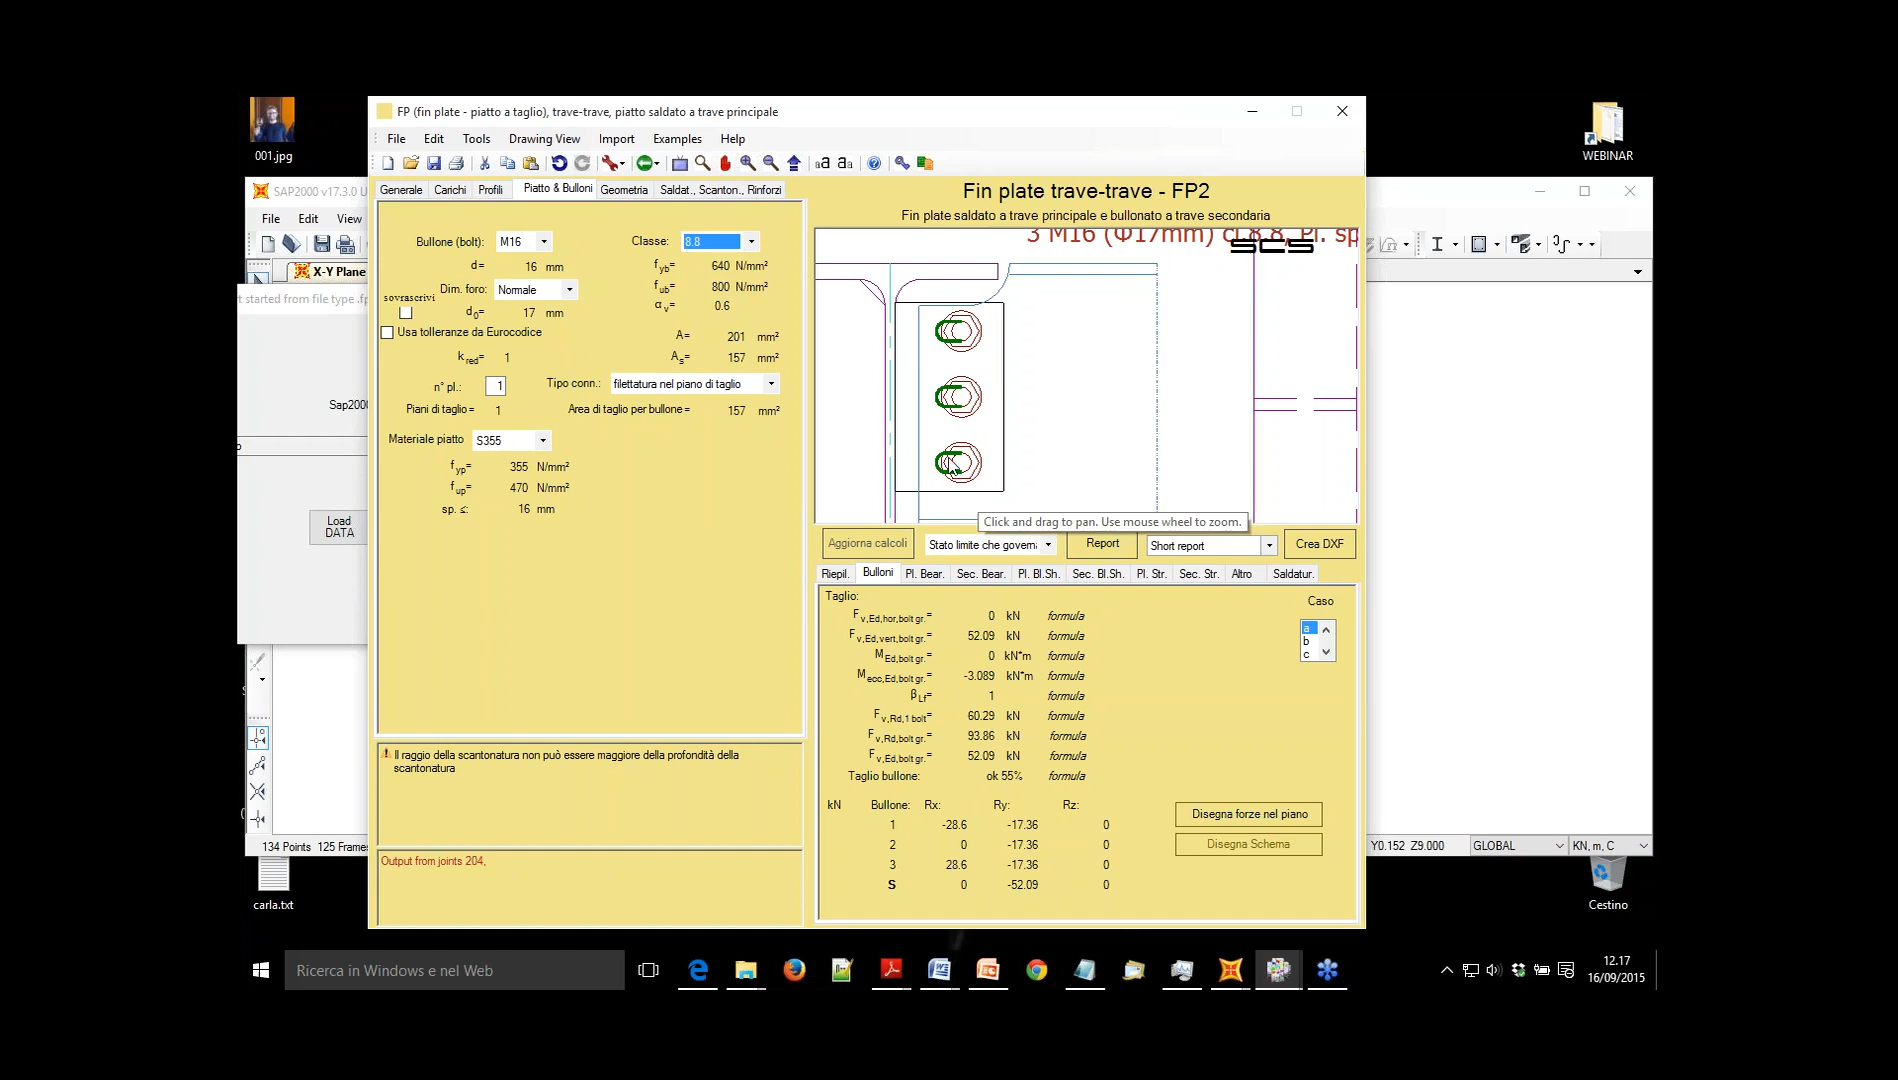 001.jpg
WEBINAR
FP (fin plate - piatto a taglio), trave-trave, piatto saldato a trave principale
File Edit Tools Drawing View Import Examples Help
Generale Carichi Profili Piatto & Bulloni Geometria Saldat., Scanton., Rinforzi
SAP2000 v17.3.0 U
File Edit View
X-Y Plane
t started from file type .fp
Sap2000
Load
DATA
134 Points 125 Frame
carla.txt
Bullone (bolt): M16 Classe: 8.8
d= 16 mm fyb= 640 N/mm²
Dim. foro: Normale fub= 800 N/mm²
sovrascrivi αv= 0.6
d0= 17 mm
Usa tolleranze da Eurocodice A= 201 mm²
kred= 1 As= 157 mm²
n° pl.: 1 Tipo conn.: filettatura nel piano di taglio
Piani di taglio = 1 Area di taglio per bullone = 157 mm²
Materiale piatto S355
fyp= 355 N/mm²
fup= 470 N/mm²
sp. ≤: 16 mm
Il raggio della scantonatura non può essere maggiore della profondità della
scantonatura
Output from joints 204,
Fin plate trave-trave - FP2
Fin plate saldato a trave principale e bullonato a trave secondaria
3 M16 (Φ17mm) cl.8.8, Pl. sp
SCS
Click and drag to pan. Use mouse wheel to zoom.
Aggiorna calcoli Stato limite che govern Report Short report Crea DXF
Riepil. Bulloni Pl. Bear. Sec. Bear. Pl. Bl.Sh. Sec. Bl.Sh. Pl. Str. Sec. Str. Altro Saldatur.
Taglio: Caso
Fv,Ed,hor,bolt gr.= 0 kN formula
a
Fv,Ed,vert,bolt gr.= 52.09 kN formula
b
MEd,bolt gr.= 0 kN*m formula
c
Mecc,Ed,bolt gr.= -3.089 kN*m formula
βLf= 1 formula
Fv,Rd,1 bolt= 60.29 kN formula
Fv,Rd,bolt gr.= 93.86 kN formula
Fv,Ed,bolt gr.= 52.09 kN formula
Taglio bullone: ok 55% formula
kN Bullone: Rx: Ry: Rz:
1 -28.6 -17.36 0
2 0 -17.36 0
3 28.6 -17.36 0
S 0 -52.09 0
Disegna forze nel piano
Disegna Schema
Y0.152 Z9.000 GLOBAL KN, m, C
Cestino
Ricerca in Windows e nel Web
12.17
16/09/2015